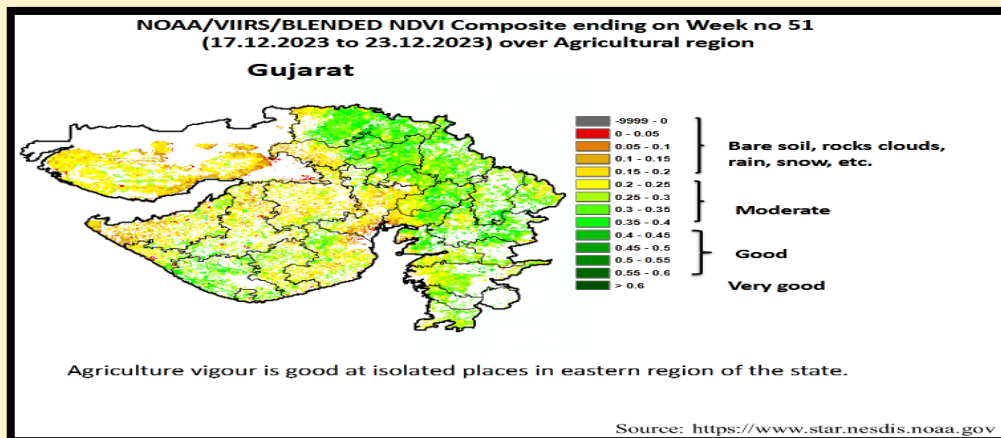 NOAA/VIIRS/BLENDED NDVI Composite ending on Week no 51
(17.12.2023 to 23.12.2023) over Agricultural region
Gujarat
-9999 - 0
0 - 0.05
0.05 - 0.1
0.1 - 0.15
0.15 - 0.2
0.2 - 0.25
0.25 - 0.3
0.3 - 0.35
0.35 - 0.4
0.4 - 0.45
0.45 - 0.5
0.5 - 0.55
0.55 - 0.6
> 0.6
Bare soil, rocks clouds,
rain, snow, etc.
Moderate
Good
Very good
Agriculture vigour is good at isolated places in eastern region of the state.
Source: https://www.star.nesdis.noaa.gov